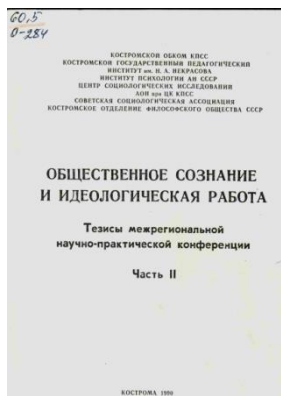 60,5
О-284
КОСТРОМСКОЙ ОБКОМ КПСС
КОСТРОМСКОЙ ГОСУДАРСТВЕННЫЙ ПЕДАГОГИЧЕСКИЙ
ИНСТИТУТ им. Н. А. НЕКРАСОВА
ИНСТИТУТ ПСИХОЛОГИИ АН СССР
ЦЕНТР СОЦИОЛОГИЧЕСКИХ ИССЛЕДОВАНИЯ
АОН при ЦК КПСС
СОВЕТСКАЯ СОЦИОЛОГИЧЕСКАЯ АССОЦИАЦИЯ
КОСТРОМСКОЕ ОТДЕЛЕНИЕ ФИЛОСОФСКОГО ОБЩЕСТВА СССР
ОБЩЕСТВЕННОЕ СОЗНАНИЕ
И ИДЕОЛОГИЧЕСКАЯ РАБОТА
Тезисы межрегиональной
научно-практической конференции
Часть II
КОСТРОМА 1990